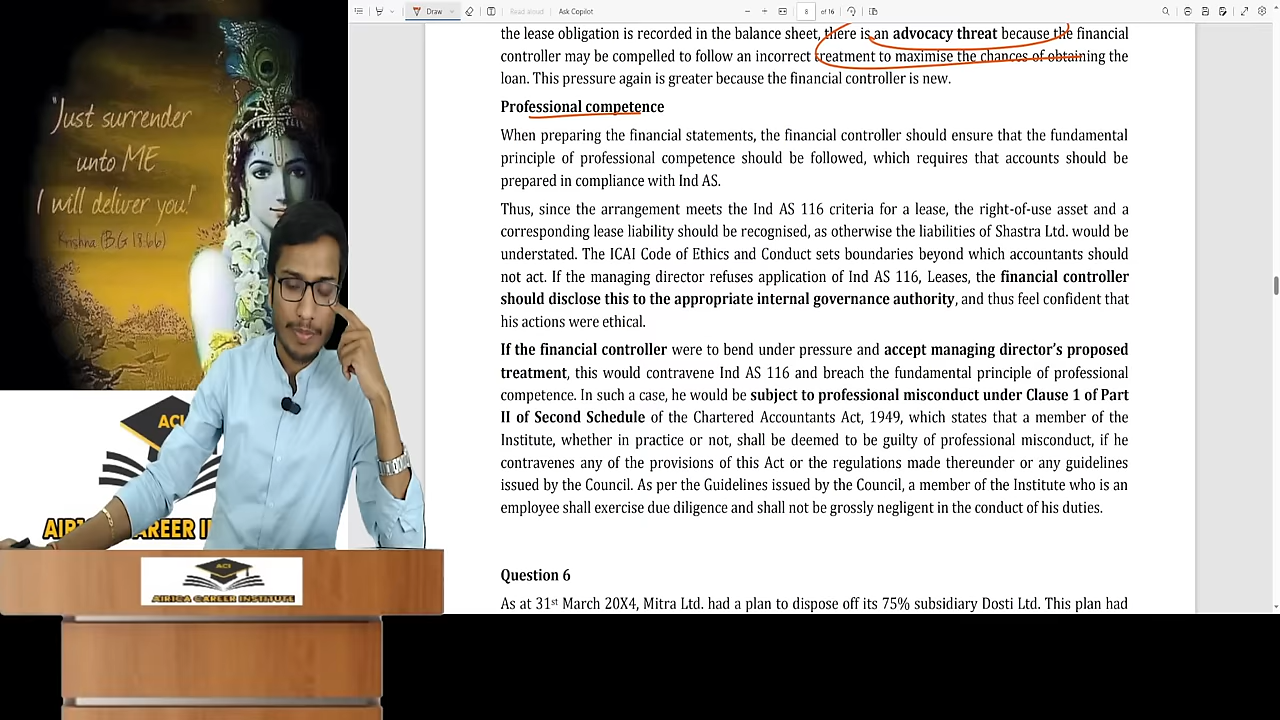 Draw
Read aloud
Ask Copilot
8
of 16
"Just surrender
unto ME
I will deliver you!"
Krishna (BG 18:66)
the lease obligation is recorded in the balance sheet, there is an advocacy threat because the financial
controller may be compelled to follow an incorrect treatment to maximise the chances of obtaining the
loan. This pressure again is greater because the financial controller is new.
Professional competence
When preparing the financial statements, the financial controller should ensure that the fundamental
principle of professional competence should be followed, which requires that accounts should be
prepared in compliance with Ind AS.
Thus, since the arrangement meets the Ind AS 116 criteria for a lease, the right-of-use asset and a
corresponding lease liability should be recognised, as otherwise the liabilities of Shastra Ltd. would be
understated. The ICAI Code of Ethics and Conduct sets boundaries beyond which accountants should
not act. If the managing director refuses application of Ind AS 116, Leases, the financial controller
should disclose this to the appropriate internal governance authority, and thus feel confident that
his actions were ethical.
If the financial controller were to bend under pressure and accept managing director's proposed
treatment, this would contravene Ind AS 116 and breach the fundamental principle of professional
competence. In such a case, he would be subject to professional misconduct under Clause 1 of Part
II of Second Schedule of the Chartered Accountants Act, 1949, which states that a member of the
Institute, whether in practice or not, shall be deemed to be guilty of professional misconduct, if he
contravenes any of the provisions of this Act or the regulations made thereunder or any guidelines
issued by the Council. As per the Guidelines issued by the Council, a member of the Institute who is an
employee shall exercise due diligence and shall not be grossly negligent in the conduct of his duties.
Question 6
As at 31st March 20X4, Mitra Ltd. had a plan to dispose off its 75% subsidiary Dosti Ltd. This plan had
ACI
ACI
AIRIGA CAREER INSTITUTE